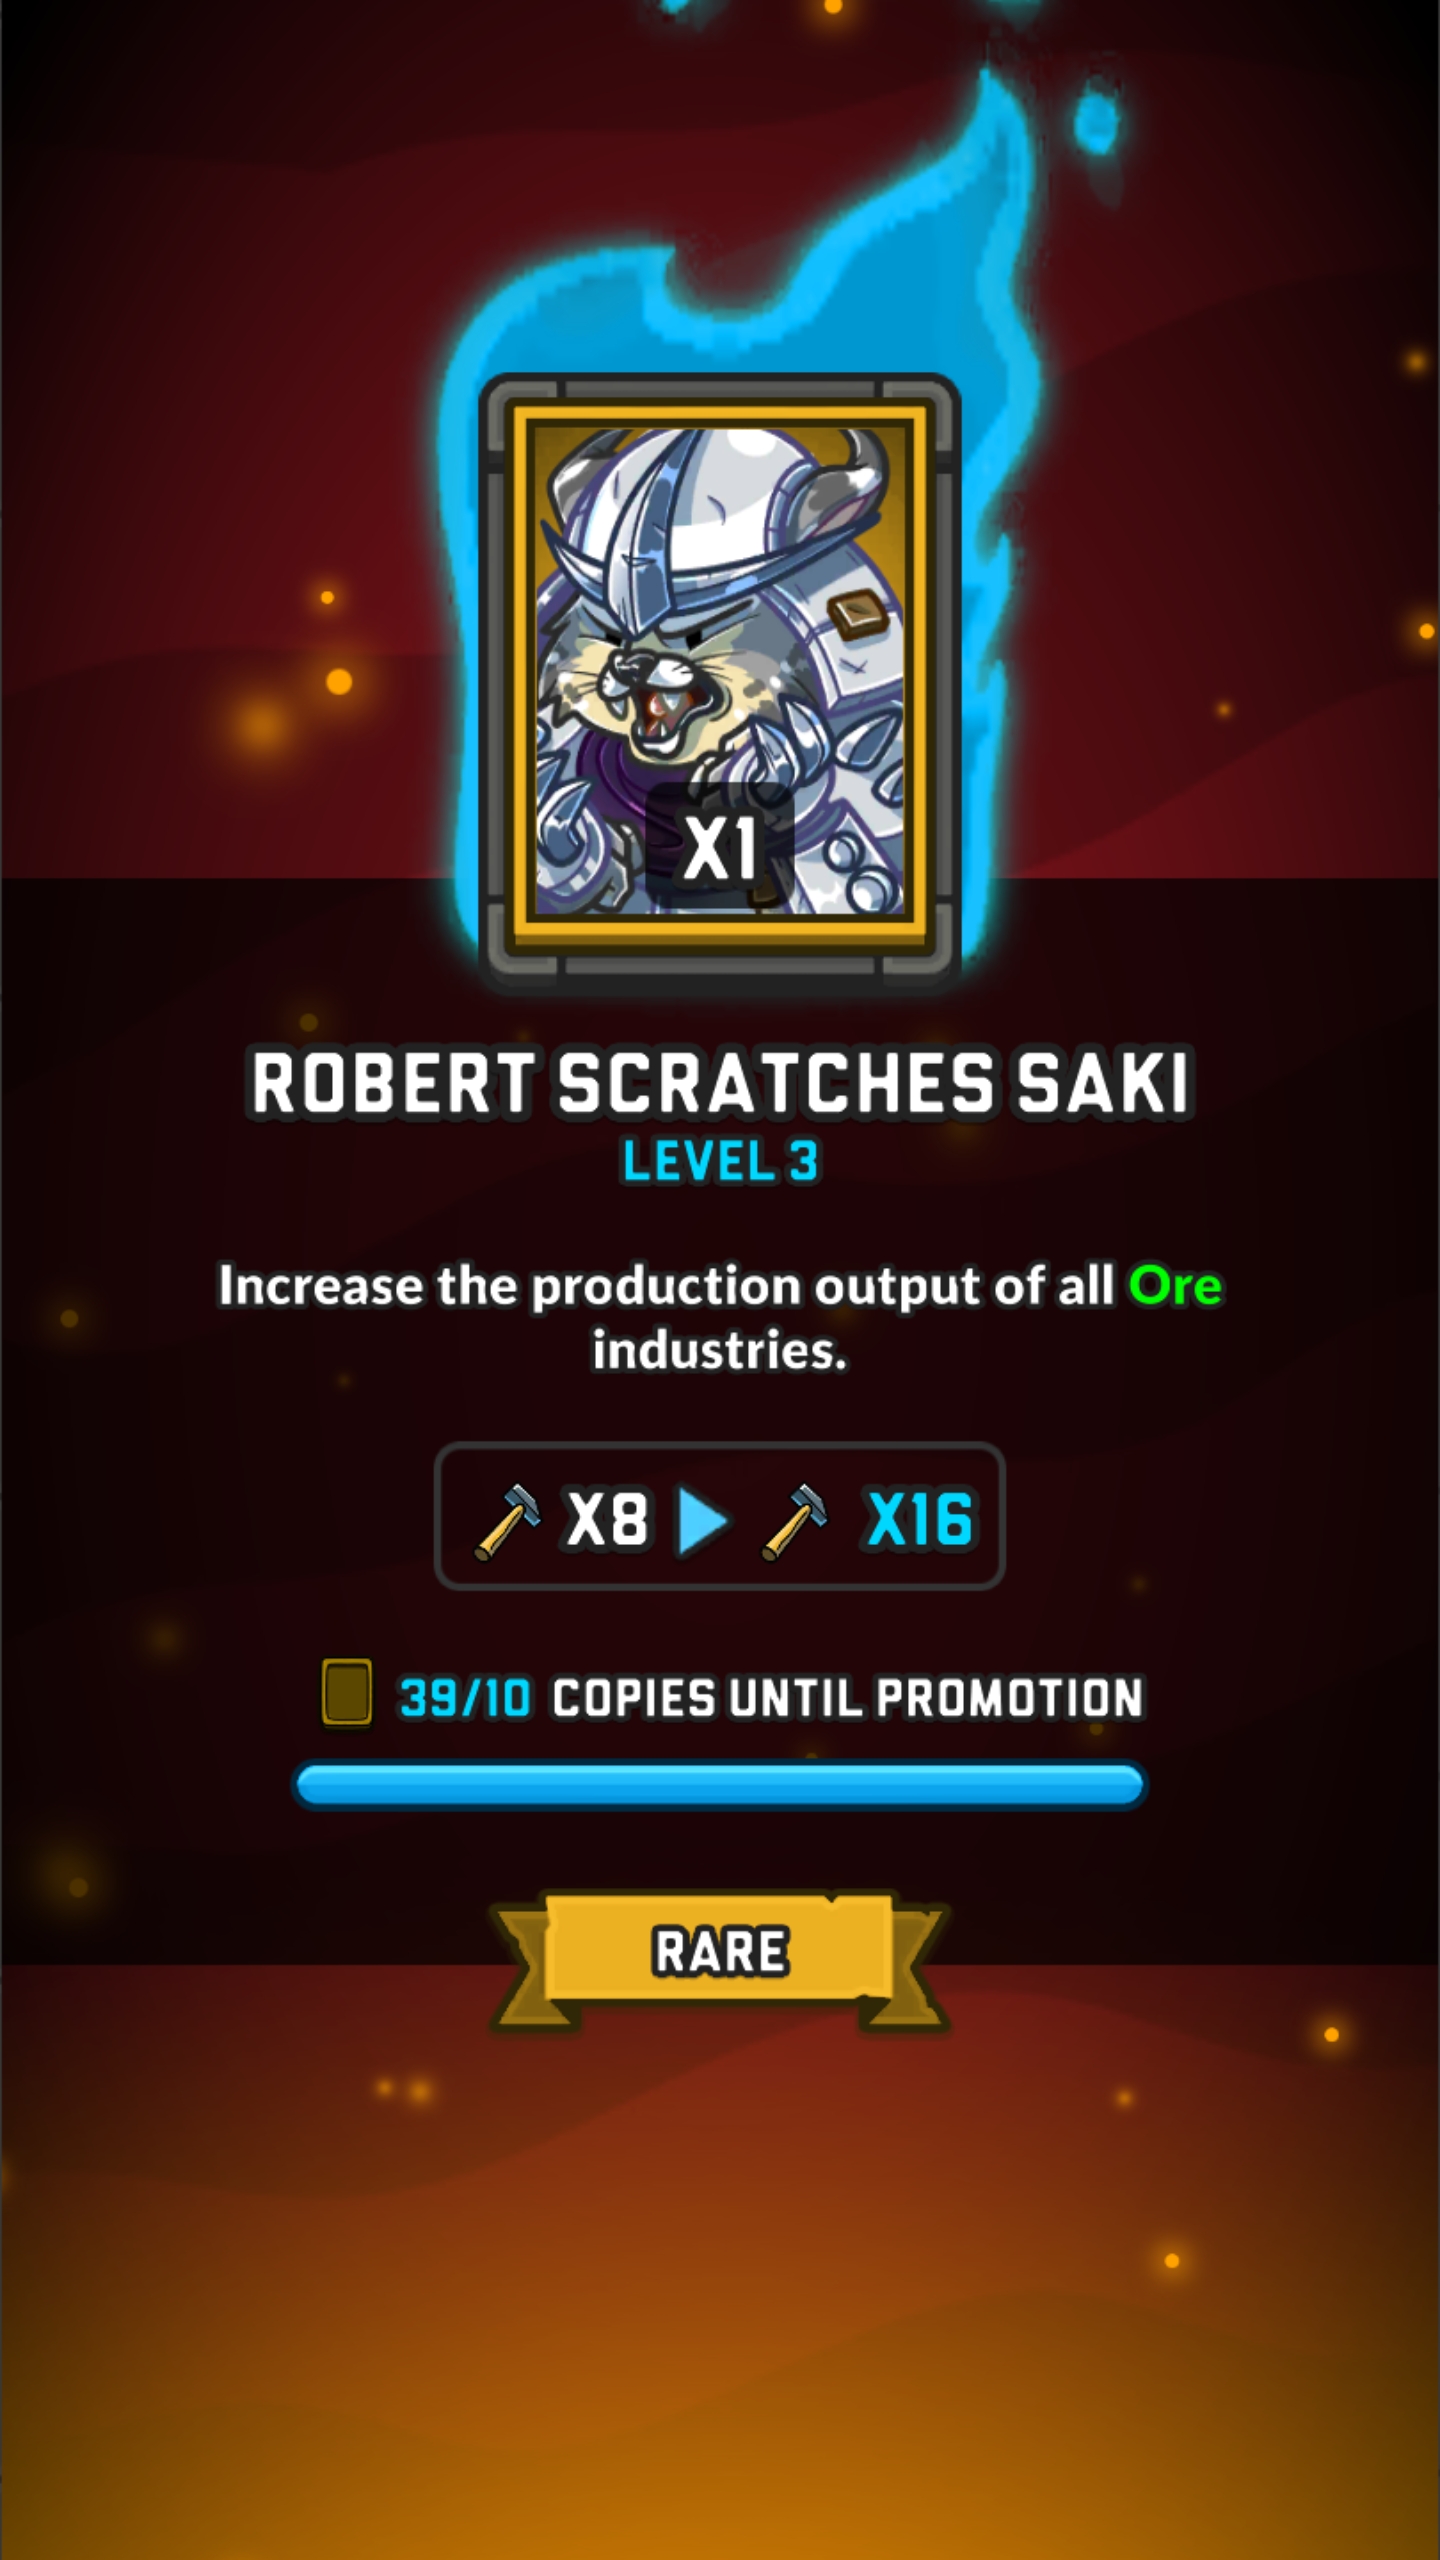 X1
ROBERT SCRATCHES SAKI
LEVEL 3
Increase the production output of all Ore
industries.
X8 X16
39/10 COPIES UNTIL PROMOTION
RARE